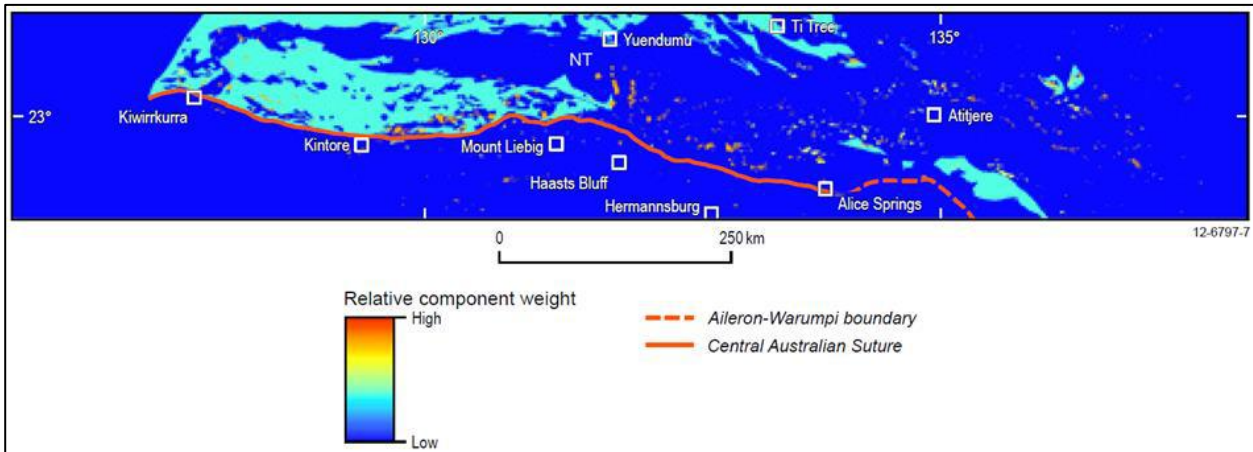 130°
135°
Yuendumu
Ti Tree
NT
23°
Kiwirrkurra
Atitjere
Kintore
Mount Liebig
Haasts Bluff
Hermannsburg
Alice Springs
12-6797-7
0
250 km
Relative component weight
High
Low
Aileron-Warumpi boundary
Central Australian Suture